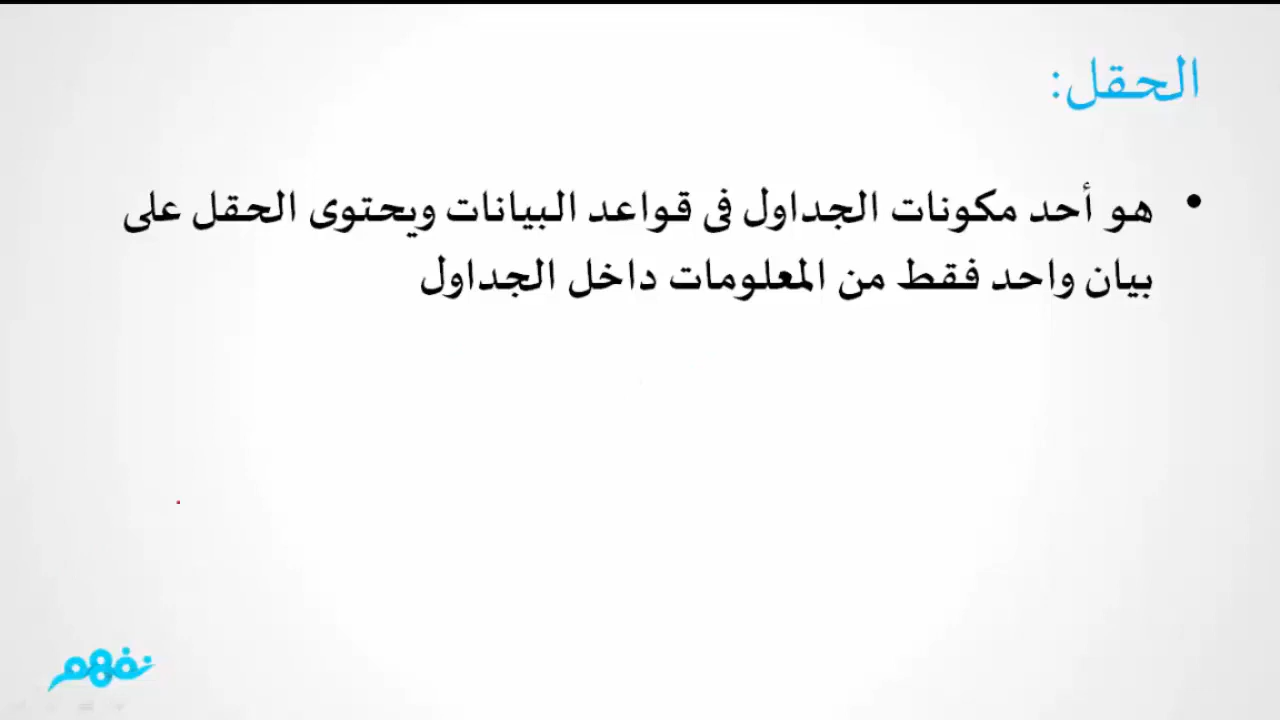 الحقل:
• هو أحد مكونات الجداول فى قواعد البيانات ويحتوى الحقل على
بيان واحد فقط من المعلومات داخل الجداول
نفهم